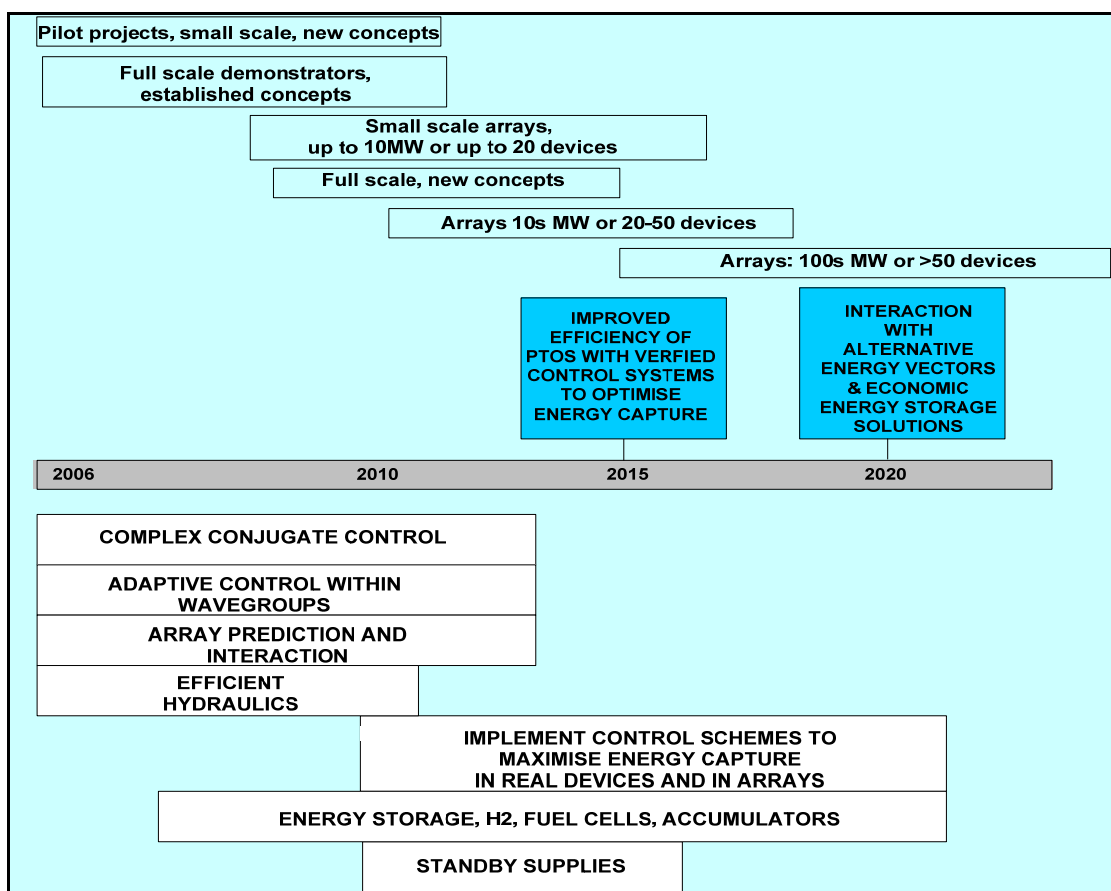 Pilot projects, small scale, new concepts
Full scale demonstrators,
established concepts
Small scale arrays,
up to 10MW or up to 20 devices
Full scale, new concepts
Arrays 10s MW or 20-50 devices
Arrays: 100s MW or >50 devices
IMPROVED
EFFICIENCY OF
PTOS WITH VERFIED
CONTROL SYSTEMS
TO OPTIMISE
ENERGY CAPTURE
INTERACTION
WITH
ALTERNATIVE
ENERGY VECTORS
& ECONOMIC
ENERGY STORAGE
SOLUTIONS
2006 2010 2015 2020
COMPLEX CONJUGATE CONTROL
ADAPTIVE CONTROL WITHIN
WAVEGROUPS
ARRAY PREDICTION AND
INTERACTION
EFFICIENT
HYDRAULICS
IMPLEMENT CONTROL SCHEMES TO
MAXIMISE ENERGY CAPTURE
IN REAL DEVICES AND IN ARRAYS
ENERGY STORAGE, H2, FUEL CELLS, ACCUMULATORS
STANDBY SUPPLIES